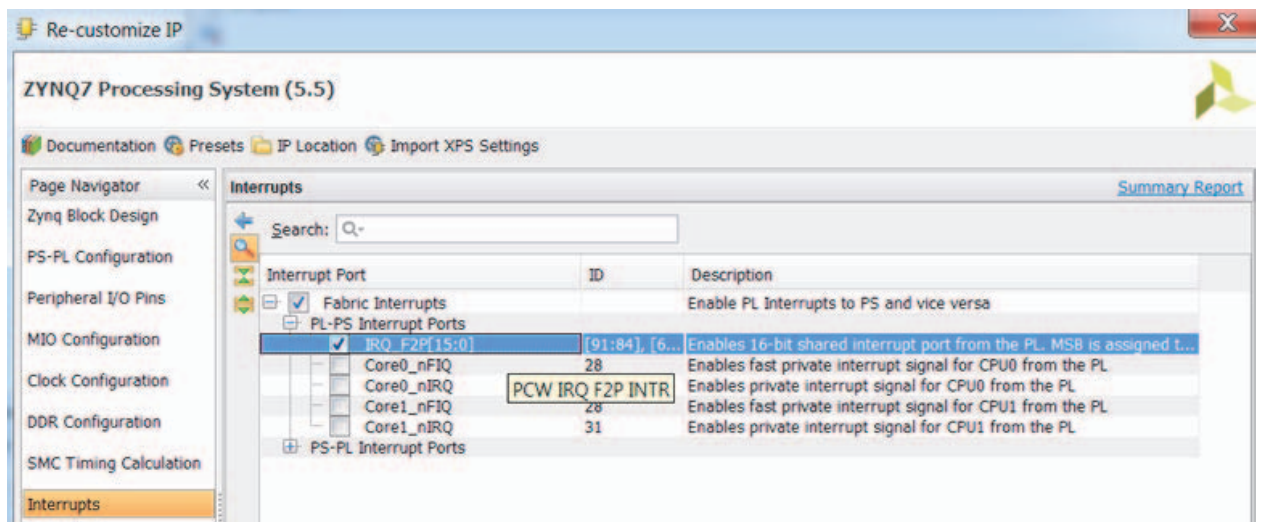 Re-customize IP
ZYNQ7 Processing System (5.5)
Documentation Presets IP Location Import XPS Settings
Page Navigator «
Zynq Block Design
PS-PL Configuration
Peripheral I/O Pins
MIO Configuration
Clock Configuration
DDR Configuration
SMC Timing Calculation
Interrupts
Interrupts Summary Report
Search:
Interrupt Port ID Description
Fabric Interrupts Enable PL Interrupts to PS and vice versa
PL-PS Interrupt Ports
IRQ_F2P[15:0] [91:84], [6... Enables 16-bit shared interrupt port from the PL. MSB is assigned t...
Core0_nFIQ 28 Enables fast private interrupt signal for CPU0 from the PL
Core0_nIRQ Enables private interrupt signal for CPU0 from the PL
PCW IRQ F2P INTR
Core1_nFIQ 28 Enables fast private interrupt signal for CPU1 from the PL
Core1_nIRQ 31 Enables private interrupt signal for CPU1 from the PL
PS-PL Interrupt Ports